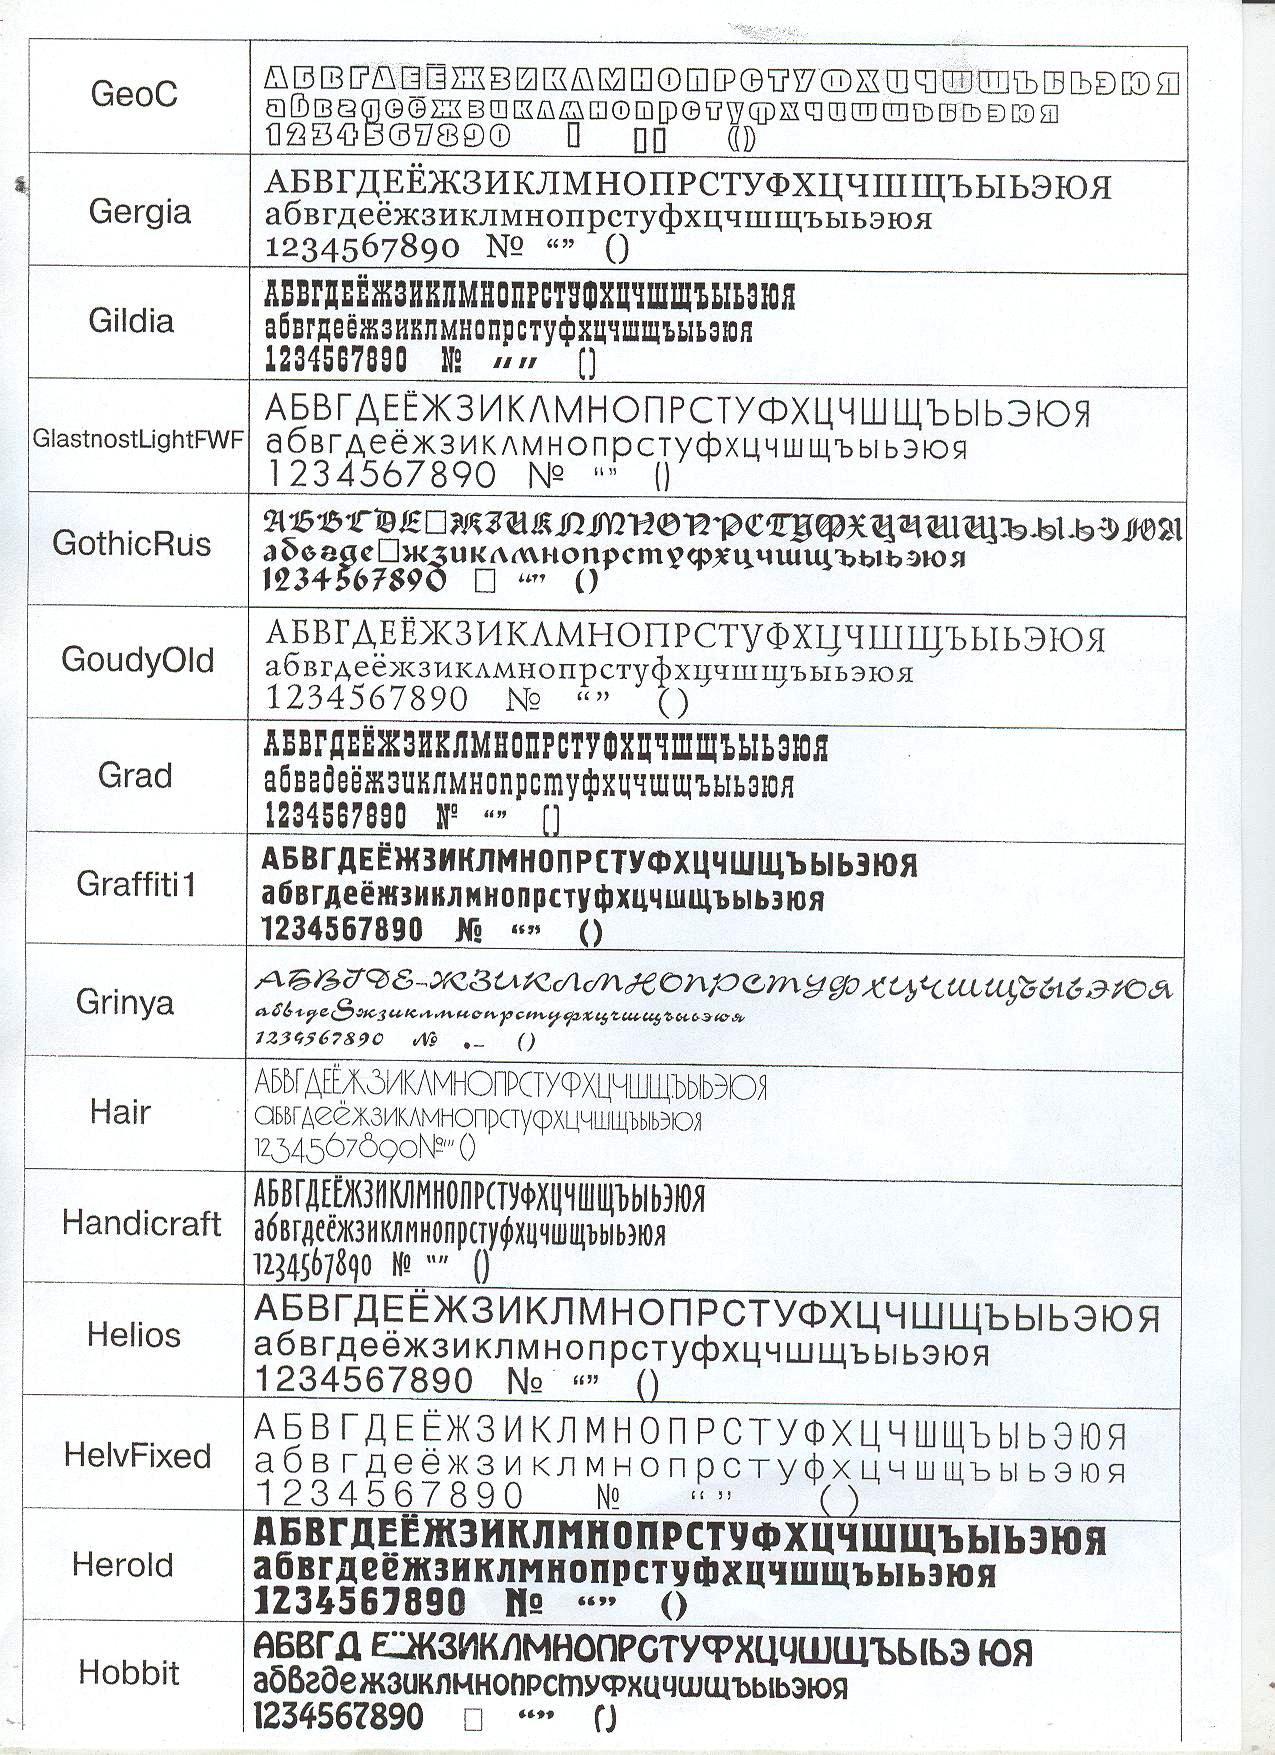 GeoC
АБВГДЕЁЖЗИКЛМНОПРСТУФХЦЧШЩЪЫЬЭЮЯ
абвгдеёжзиклмнопрстуфхчцшщъыьэюя
1234567890 ()
Gergia
АБВГДЕЁЖЗИКЛМНОПРСТУФХЦЧШЩЪЫЬЭЮЯ
абвгдеёжзиклмнопрстуфхцчшщъыьэюя
1234567890 № “” ()
Gildia
АБВГДЕЁЖЗИКЛМНОПРСТУФХЦЧШЩЪЫЬЭЮЯ
абвгдеёжзиклмнопрстуфхцчшщъыьэюя
1234567890 № "" ()
GlastnostLightFWF
АБВГДЕЁЖЗИКЛМНОПРСТУФХЦЧШЩЪЫЬЭЮЯ
абвгдеёжзиклмнопрстуфхцчшщъыьэюя
1234567890 № “” ()
GothicRus
АБВГДЕ□ЖЗИКЛМНОПРСТУФХЦЧШЩЪЫЬЭЮЯ
абвгде□жзиклмнопрстуфхцчшщъыьэюя
1234567890 □ “” ()
GoudyOld
АБВГДЕЁЖЗИКЛМНОПРСТУФХЦЧШЩЪЫЬЭЮЯ
абвгдеёжзиклмнопрстуфхцчшщъыьэюя
1234567890 № “” ()
Grad
АБВГДЕЁЖЗИКЛМНОПРСТУФХЦЧШЩЪЫЬЭЮЯ
абвгдеёжзиклмнопрстуфхцчшщъыьэюя
1234567890 № “” ()
Graffiti1
АБВГДЕЁЖЗИКЛМНОПРСТУФХЦЧШЩЪЫЬЭЮЯ
абвгдеёжзиклмнопрстуфхцчшщъыьэюя
1234567890 № “” ()
Grinya
АБВГДЕ-ЖЗИКЛМНОПРСТУФХЦЧШЩЪЫЬЭЮЯ
абвгдеSжзиклмнопрстуфхцчшщъыьэюя
1234567890 № .– ()
Hair
АБВГДЕЁЖЗИКЛМНОПРСТУФХЦЧШЩЪЫЬЭЮЯ
абвгдеёжзиклмнопрстуфхцчшщъыьэюя
1234567890№“” ()
Handicraft
АБВГДЕЁЖЗИКЛМНОПРСТУФХЦЧШЩЪЫЬЭЮЯ
абвгдеёжзиклмнопрстуфхцчшщъыьэюя
1234567890 № “” ()
Helios
АБВГДЕЁЖЗИКЛМНОПРСТУФХЦЧШЩЪЫЬЭЮЯ
абвгдеёжзиклмнопрстуфхцчшщъыьэюя
1234567890 № “” ()
HelvFixed
АБВГДЕЁЖЗИКЛМНОПРСТУФХЦЧШЩЪЫЬЭЮЯ
абвгдеёжзиклмнопрстуфхцчшщъыьэюя
1234567890 № “” ()
Herold
АБВГДЕЁЖЗИКЛМНОПРСТУФХЦЧШЩЪЫЬЭЮЯ
абвгдеёжзиклмнопрстуфхцчшщъыьэюя
1234567890 № “” ()
Hobbit
АБВГД ЕЁЖЗИКЛМНОПРСТУФХЦЧШЩЪЫЬЭ ЮЯ
абвгдежзиклмнопрстуфхцчшщъыьэюя
1234567890 □ “” ()